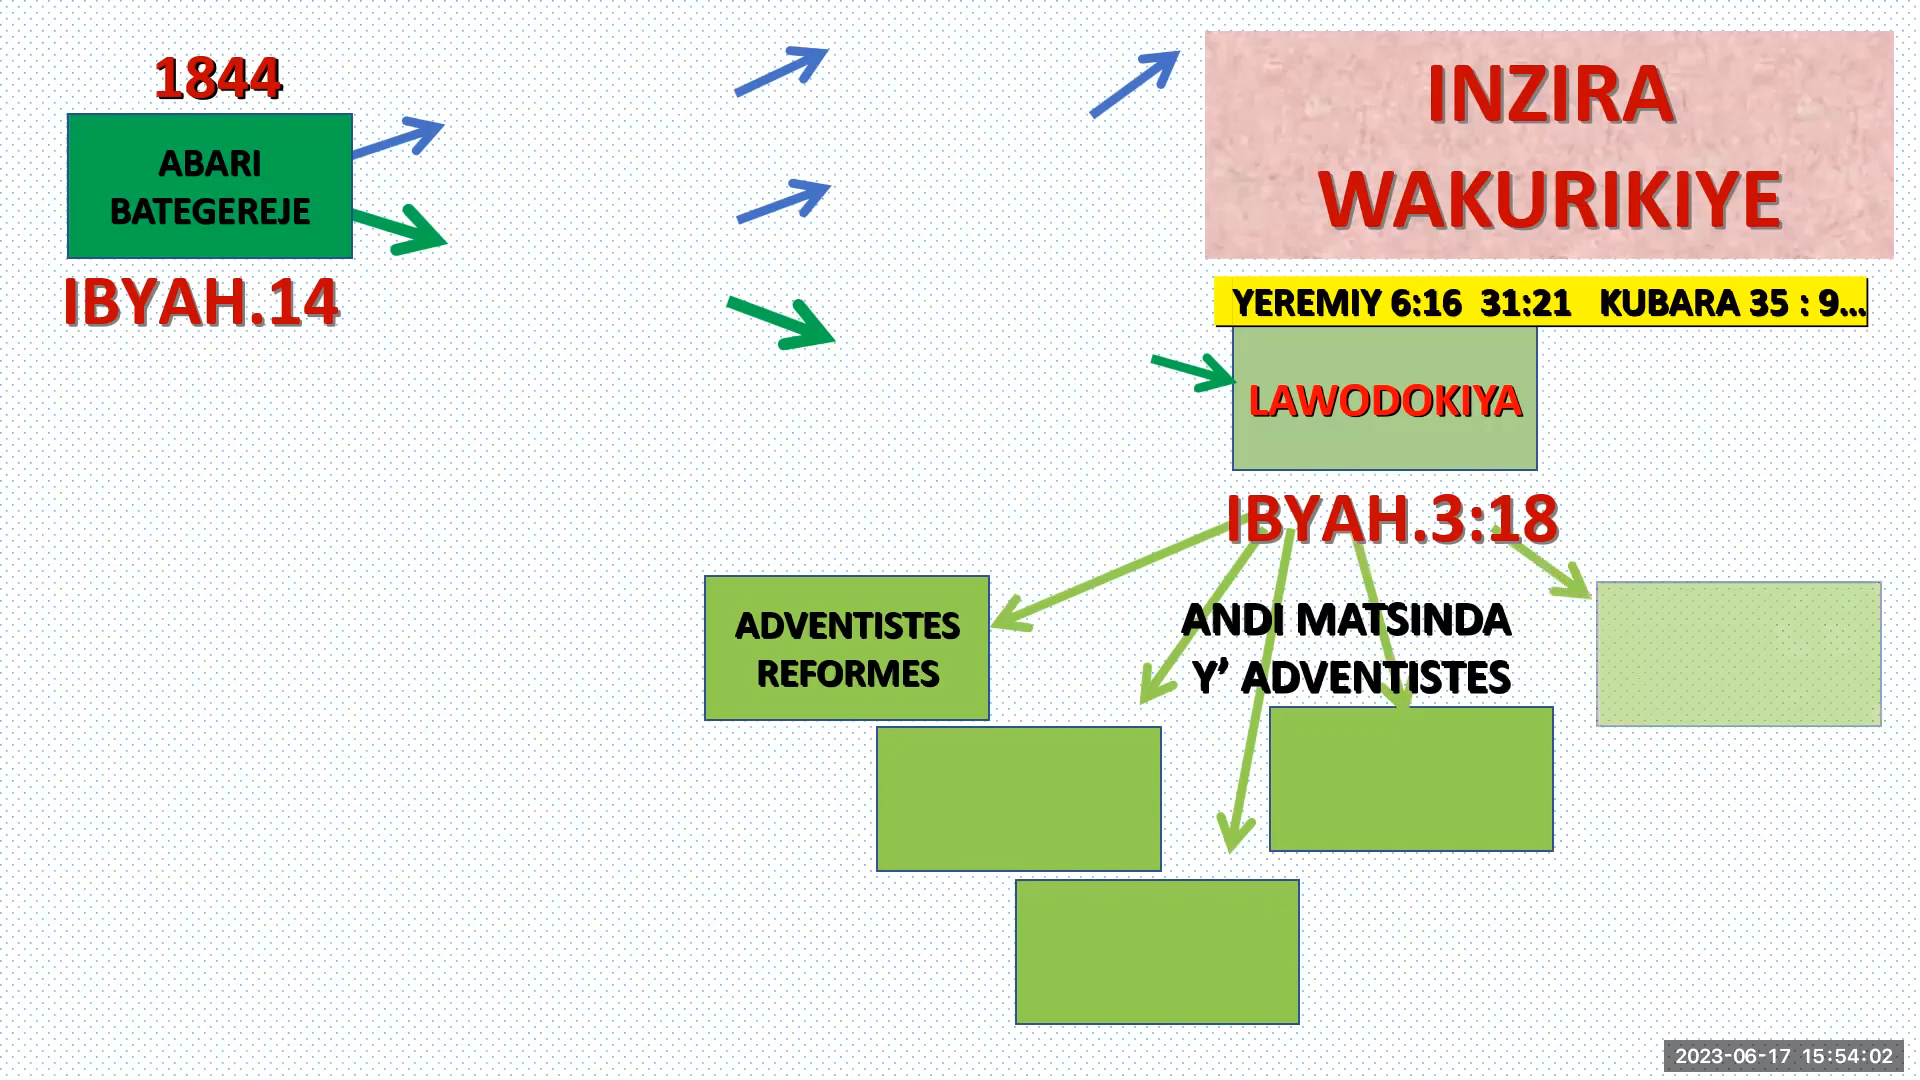 1844
ABARI
BATEGEREJE
IBYAH.14
INZIRA
WAKURIKIYE
YEREMIY 6:16 31:21 KUBARA 35 : 9...
LAWODOKIYA
IBYAH.3:18
ADVENTISTES
REFORMES
ANDI MATSINDA
Y’ ADVENTISTES
2023-06-17 15:54:02